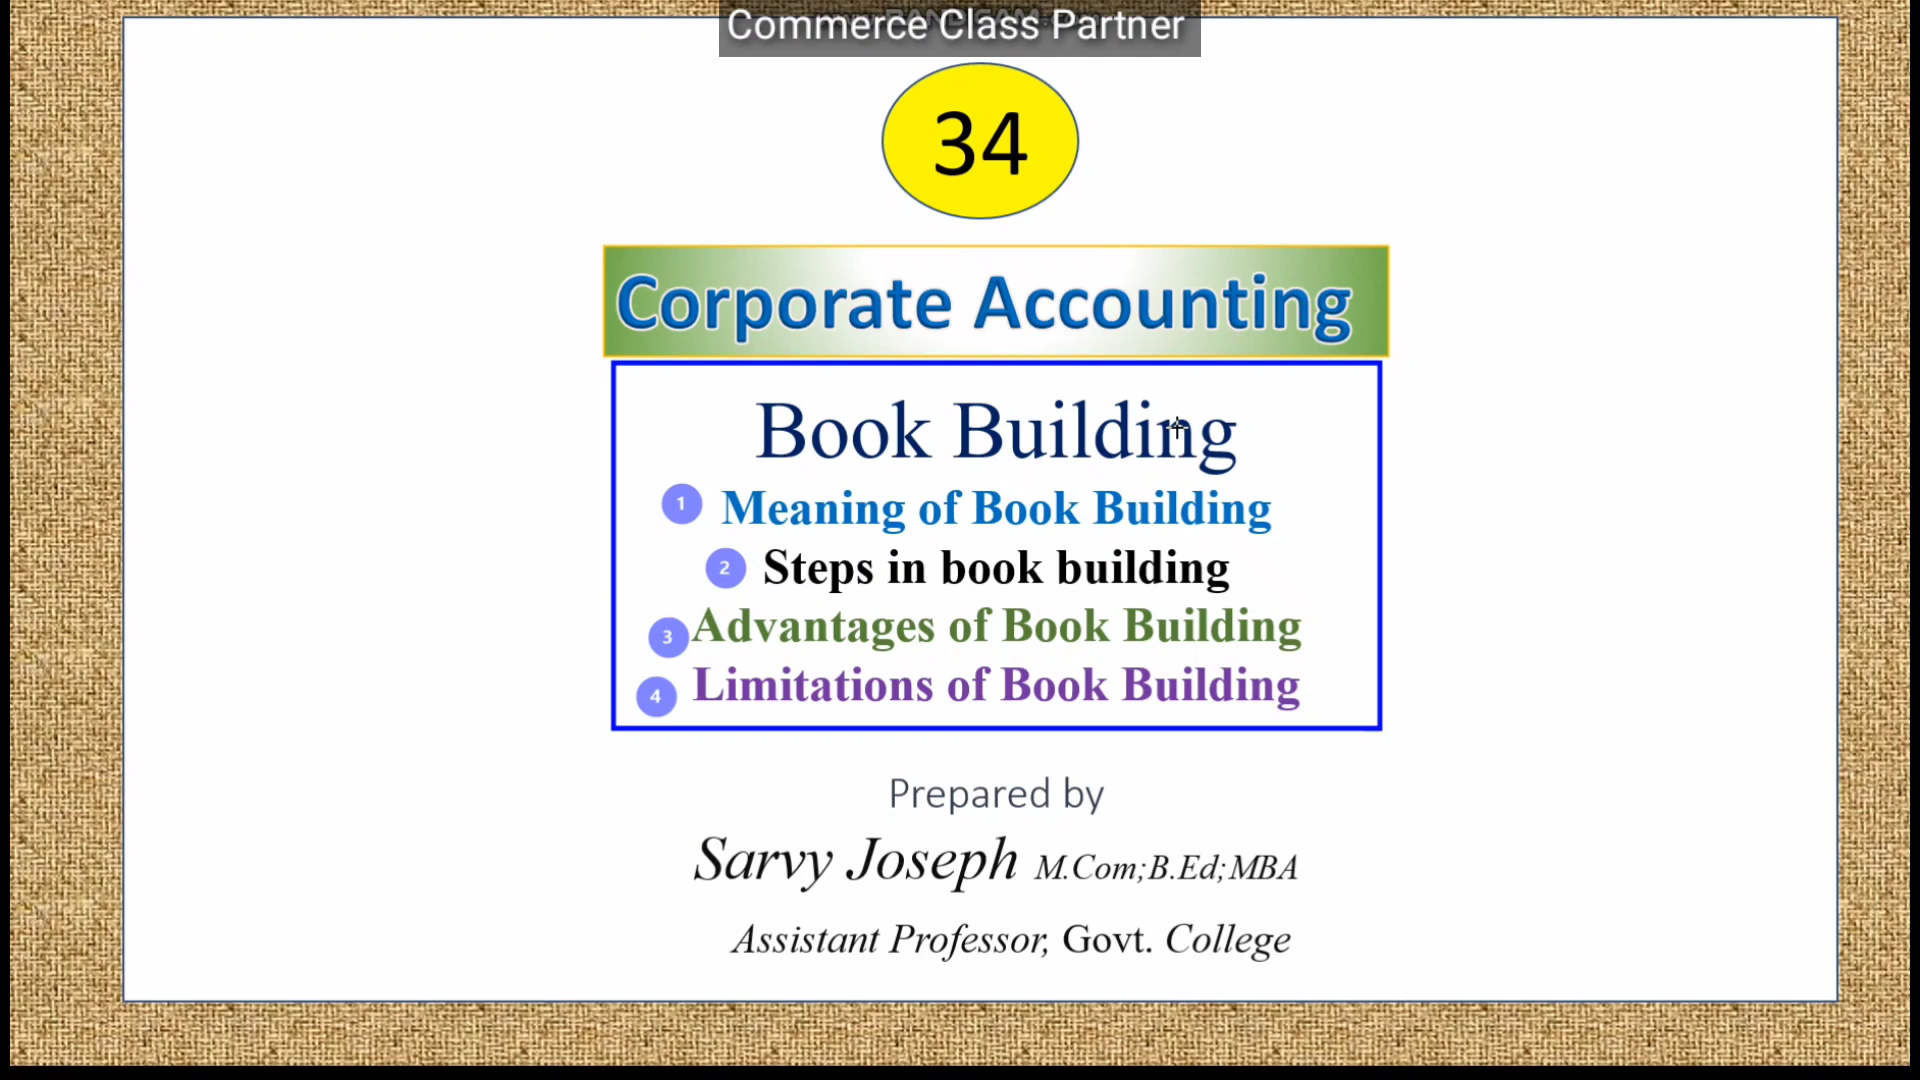 Commerce Class Partner
34
Corporate Accounting
Book Building
1 Meaning of Book Building
2 Steps in book building
3 Advantages of Book Building
4 Limitations of Book Building
Prepared by
Sarvy Joseph M.Com;B.Ed;MBA
Assistant Professor, Govt. College